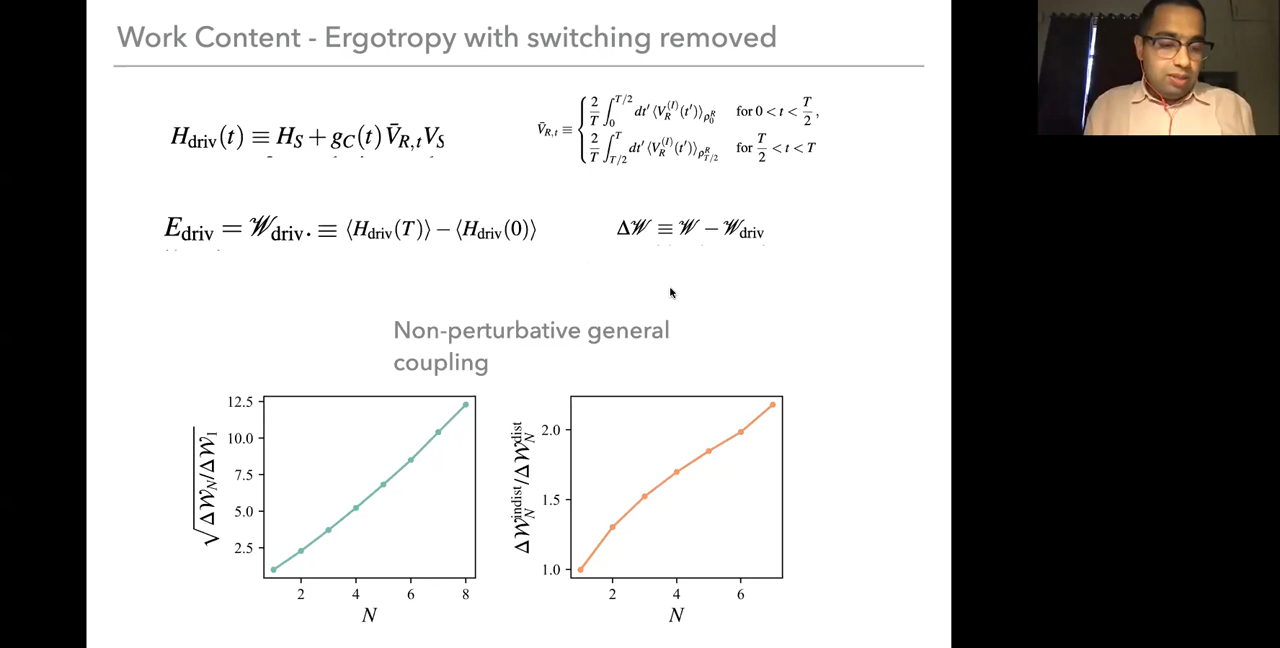 Work Content - Ergotropy with switching removed
H_driv(t) ≡ H_S + g_C(t) V̄_{R,t} V_S
V̄_{R,t} ≡ { 2/T ∫_0^{T/2} dt′ ⟨V_R^{(I)}(t′)⟩_{ρ_0^R} for 0 < t < T/2,
2/T ∫_{T/2}^T dt′ ⟨V_R^{(I)}(t′)⟩_{ρ_{T/2}^R} for T/2 < t < T
E_driv = 𝒲_driv. ≡ ⟨H_driv(T)⟩ − ⟨H_driv(0)⟩
Δ𝒲 ≡ 𝒲 − 𝒲_driv
Non-perturbative general
coupling
√(Δ𝒲_N/Δ𝒲_1)
12.5
10.0
7.5
5.0
2.5
2 4 6 8
N
Δ𝒲_N^indist/Δ𝒲_N^dist
2.0
1.5
1.0
2 4 6
N